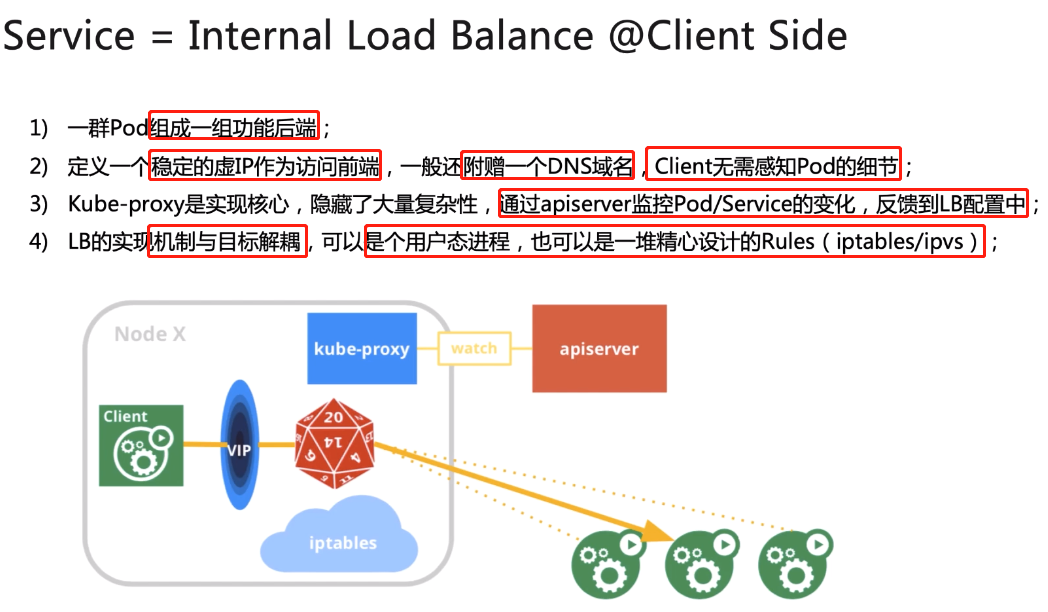 Service = Internal Load Balance @Client Side
1) 一群Pod组成一组功能后端；
2) 定义一个稳定的虚IP作为访问前端，一般还附赠一个DNS域名，Client无需感知Pod的细节；
3) Kube-proxy是实现核心，隐藏了大量复杂性，通过apiserver监控Pod/Service的变化，反馈到LB配置中；
4) LB的实现机制与目标解耦，可以是个用户态进程，也可以是一堆精心设计的Rules（iptables/ipvs）；
Node X
kube-proxy
watch
apiserver
Client
VIP
20
14
6
4
11
iptables